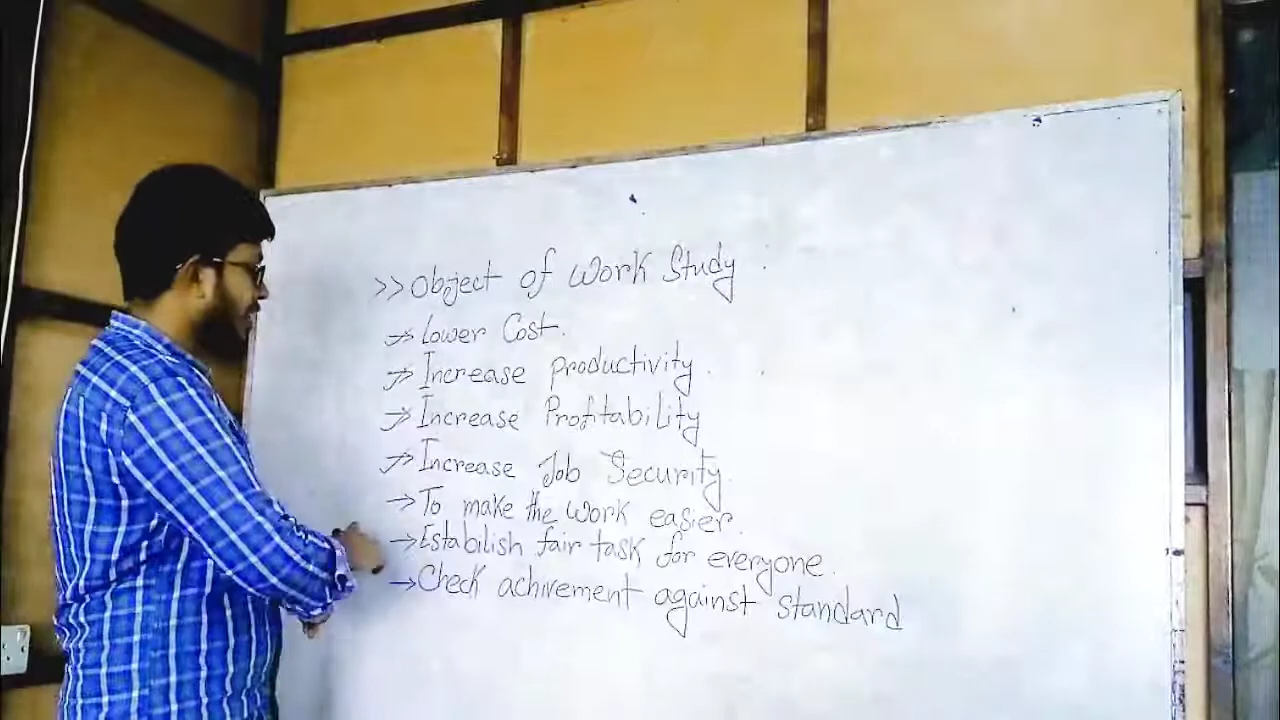 >> Object of Work Study
→ Lower Cost.
→ Increase Productivity.
→ Increase Profitability
→ Increase Job Security.
→ To make the work easier.
→ Estabilish fair task for everyone.
→ Check achivement against standard